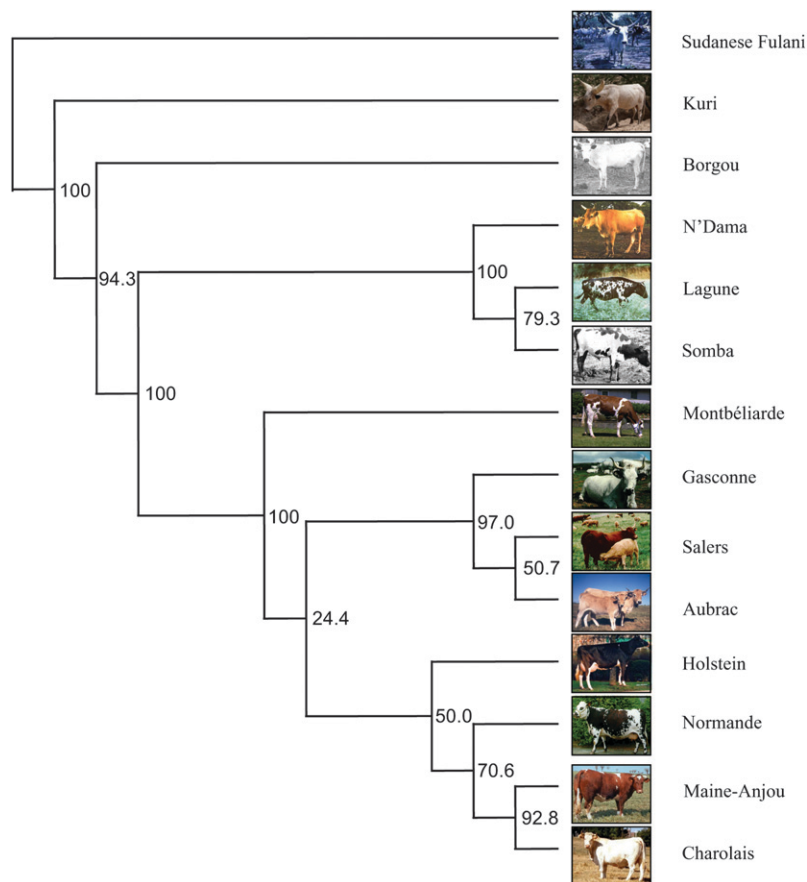 Sudanese Fulani
Kuri
100
Borgou
94.3
N'Dama
100
Lagune
79.3
Somba
100
Montbéliarde
Gasconne
100
97.0
Salers
50.7
Aubrac
24.4
Holstein
50.0
Normande
70.6
Maine-Anjou
92.8
Charolais